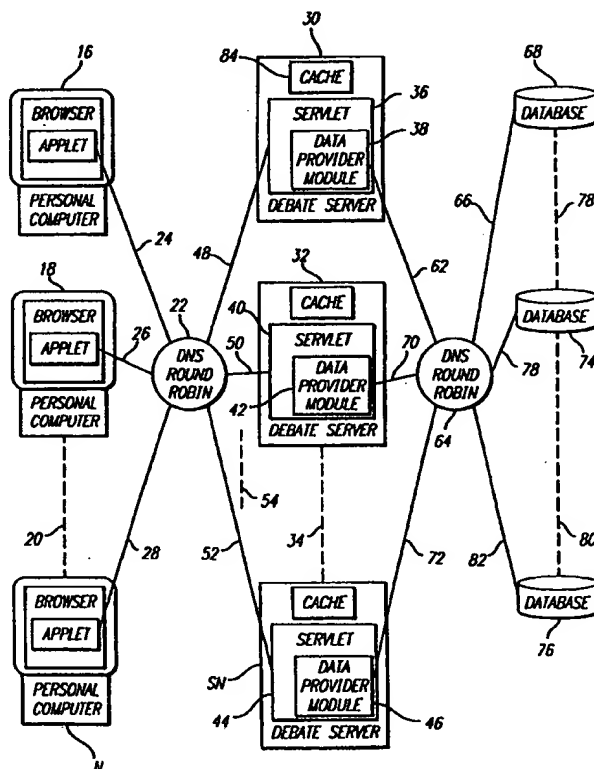 16
BROWSER
APPLET
PERSONAL
COMPUTER
24
18
BROWSER
APPLET
26
PERSONAL
COMPUTER
20
28
BROWSER
APPLET
PERSONAL
COMPUTER
N
22
DNS
ROUND
ROBIN
48
50
54
52
30
84
CACHE
36
SERVLET
38
DATA
PROVIDER
MODULE
DEBATE SERVER
32
CACHE
40
SERVLET
42
DATA
PROVIDER
MODULE
DEBATE SERVER
34
CACHE
SERVLET
SN
DATA
PROVIDER
MODULE
44
46
DEBATE SERVER
62
70
72
DNS
ROUND
ROBIN
64
66
68
DATABASE
78
DATABASE
74
78
82
80
DATABASE
76